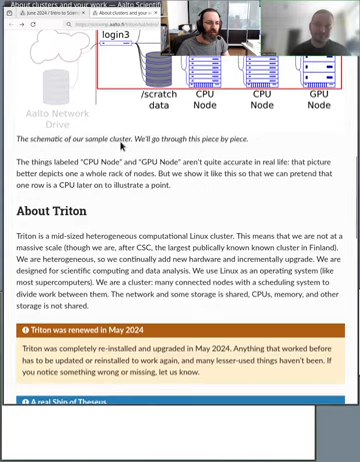 About clusters and your work — Aalto Scientif
June 2024 / Intro to Scien
About clusters and your w
login3
/scratch data
CPU Node
CPU Node
GPU Node
Aalto Network Drive
The schematic of our sample cluster. We'll go through this piece by piece.
The things labeled "CPU Node" and "GPU Node" aren't quite accurate in real life: that picture
better depicts one a whole rack of nodes. But we show it like this so that we can pretend that
one row is a CPU later on to illustrate a point.
About Triton
Triton is a mid-sized heterogeneous computational Linux cluster. This means that we are not at a
massive scale (though we are, after CSC, the largest publically known known cluster in Finland).
We are heterogeneous, so we continually add new hardware and incrementally upgrade. We are
designed for scientific computing and data analysis. We use Linux as an operating system (like
most supercomputers). We are a cluster: many connected nodes with a scheduling system to
divide work between them. The network and some storage is shared, CPUs, memory, and other
storage is not shared.
Triton was renewed in May 2024
Triton was completely re-installed and upgraded in May 2024. Anything that worked before
has to be updated or reinstalled to work again, and many lesser-used things haven't been. If
you notice something wrong or missing, let us know.
A real Ship of Theseus